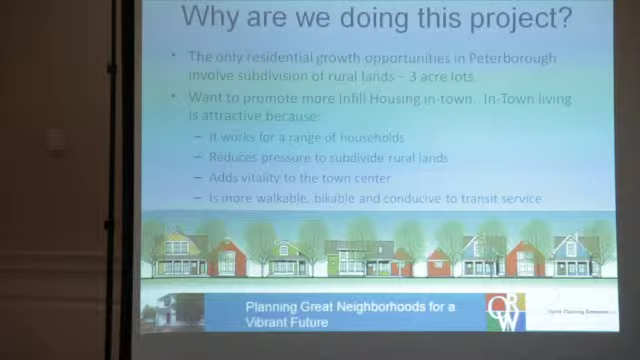 Why are we doing this project?
• The only residential growth opportunities in Peterborough
involve subdivision of rural lands – 3 acre lots
• Want to promote more Infill Housing in-town. In-Town living
is attractive because:
– It works for a range of households
– Reduces pressure to subdivide rural lands
– Adds vitality to the town center
– Is more walkable, bikable and conducive to transit service
Planning Great Neighborhoods for a
Vibrant Future
Planning